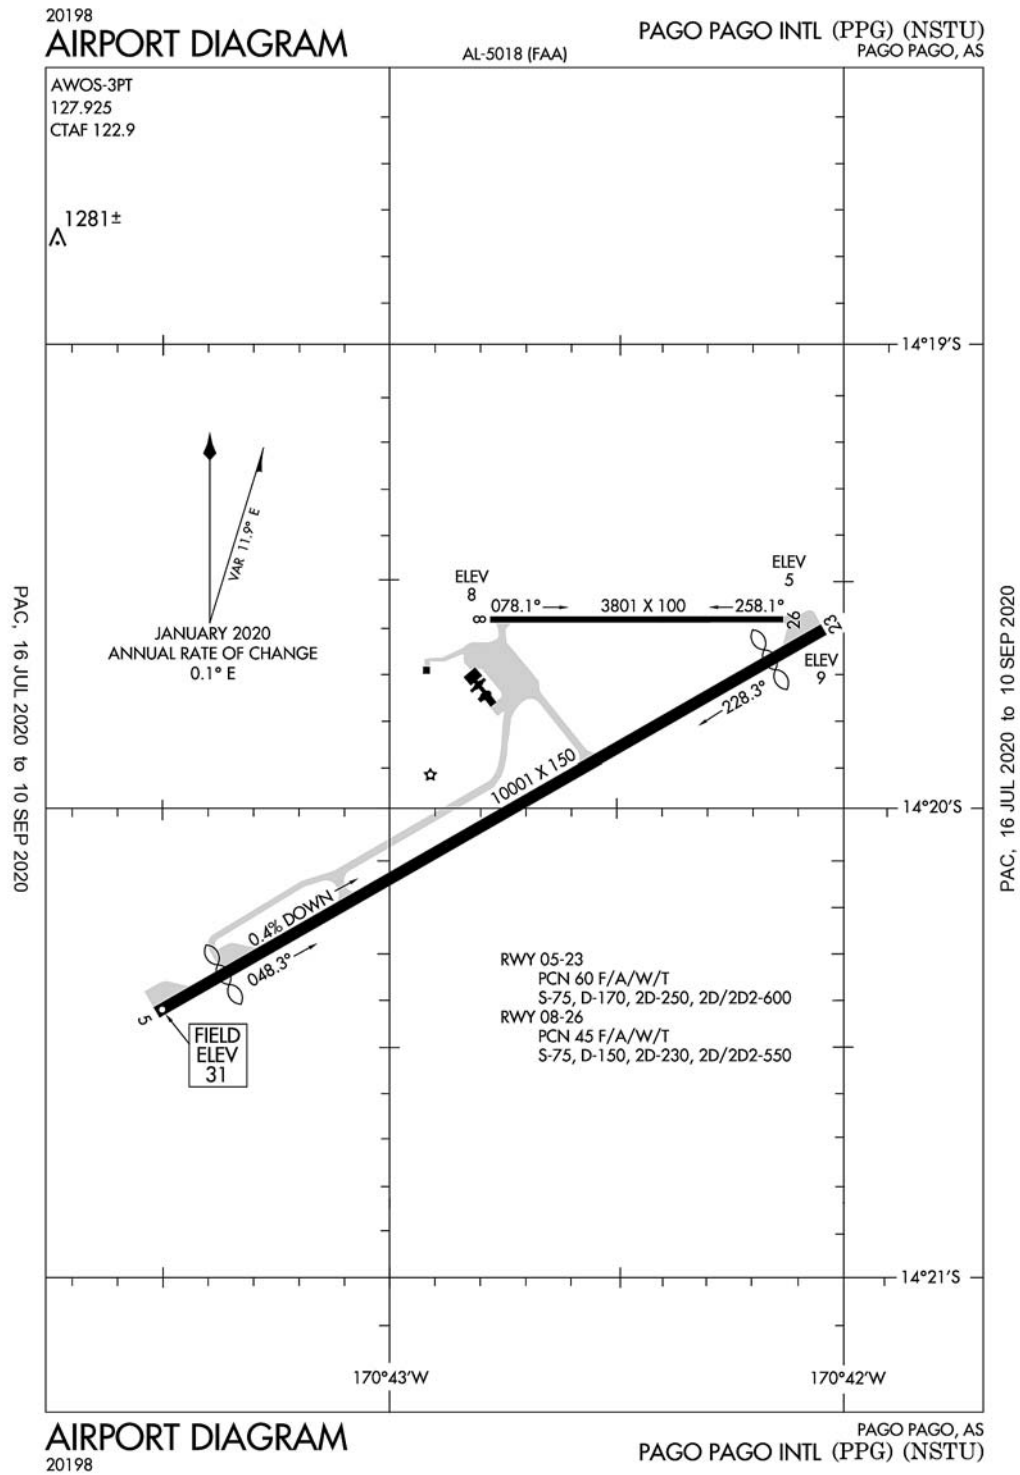 20198
AIRPORT DIAGRAM
AL-5018 (FAA)
PAGO PAGO INTL (PPG) (NSTU)
PAGO PAGO, AS
AWOS-3PT
127.925
CTAF 122.9
1281±
14°19'S
VAR 11.9° E
JANUARY 2020
ANNUAL RATE OF CHANGE
0.1° E
ELEV
8
ELEV
5
8
078.1°
3801 X 100
258.1°
26
23
ELEV
9
228.3°
10001 X 150
14°20'S
0.4% DOWN
048.3°
5
FIELD
ELEV
31
RWY 05-23
PCN 60 F/A/W/T
S-75, D-170, 2D-250, 2D/2D2-600
RWY 08-26
PCN 45 F/A/W/T
S-75, D-150, 2D-230, 2D/2D2-550
14°21'S
170°43'W
170°42'W
PAC, 16 JUL 2020 to 10 SEP 2020
PAC, 16 JUL 2020 to 10 SEP 2020
AIRPORT DIAGRAM
20198
PAGO PAGO, AS
PAGO PAGO INTL (PPG) (NSTU)